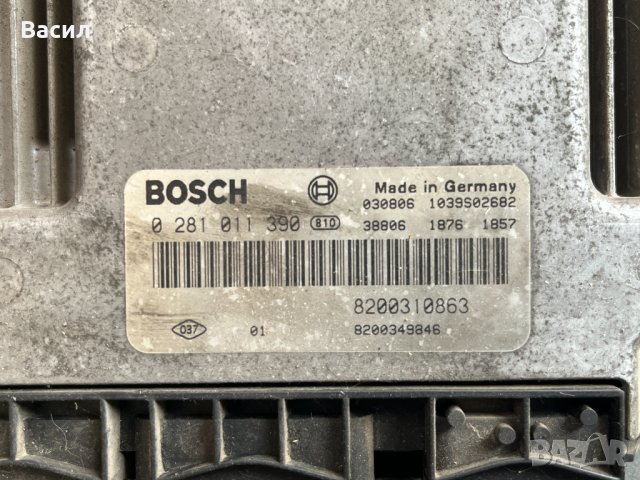 Васил
BOSCH Made in Germany
030806 1039S02682
0 281 011 390 810 38806 1876 1857
8200310863
037 01 8200349846
BAZAR